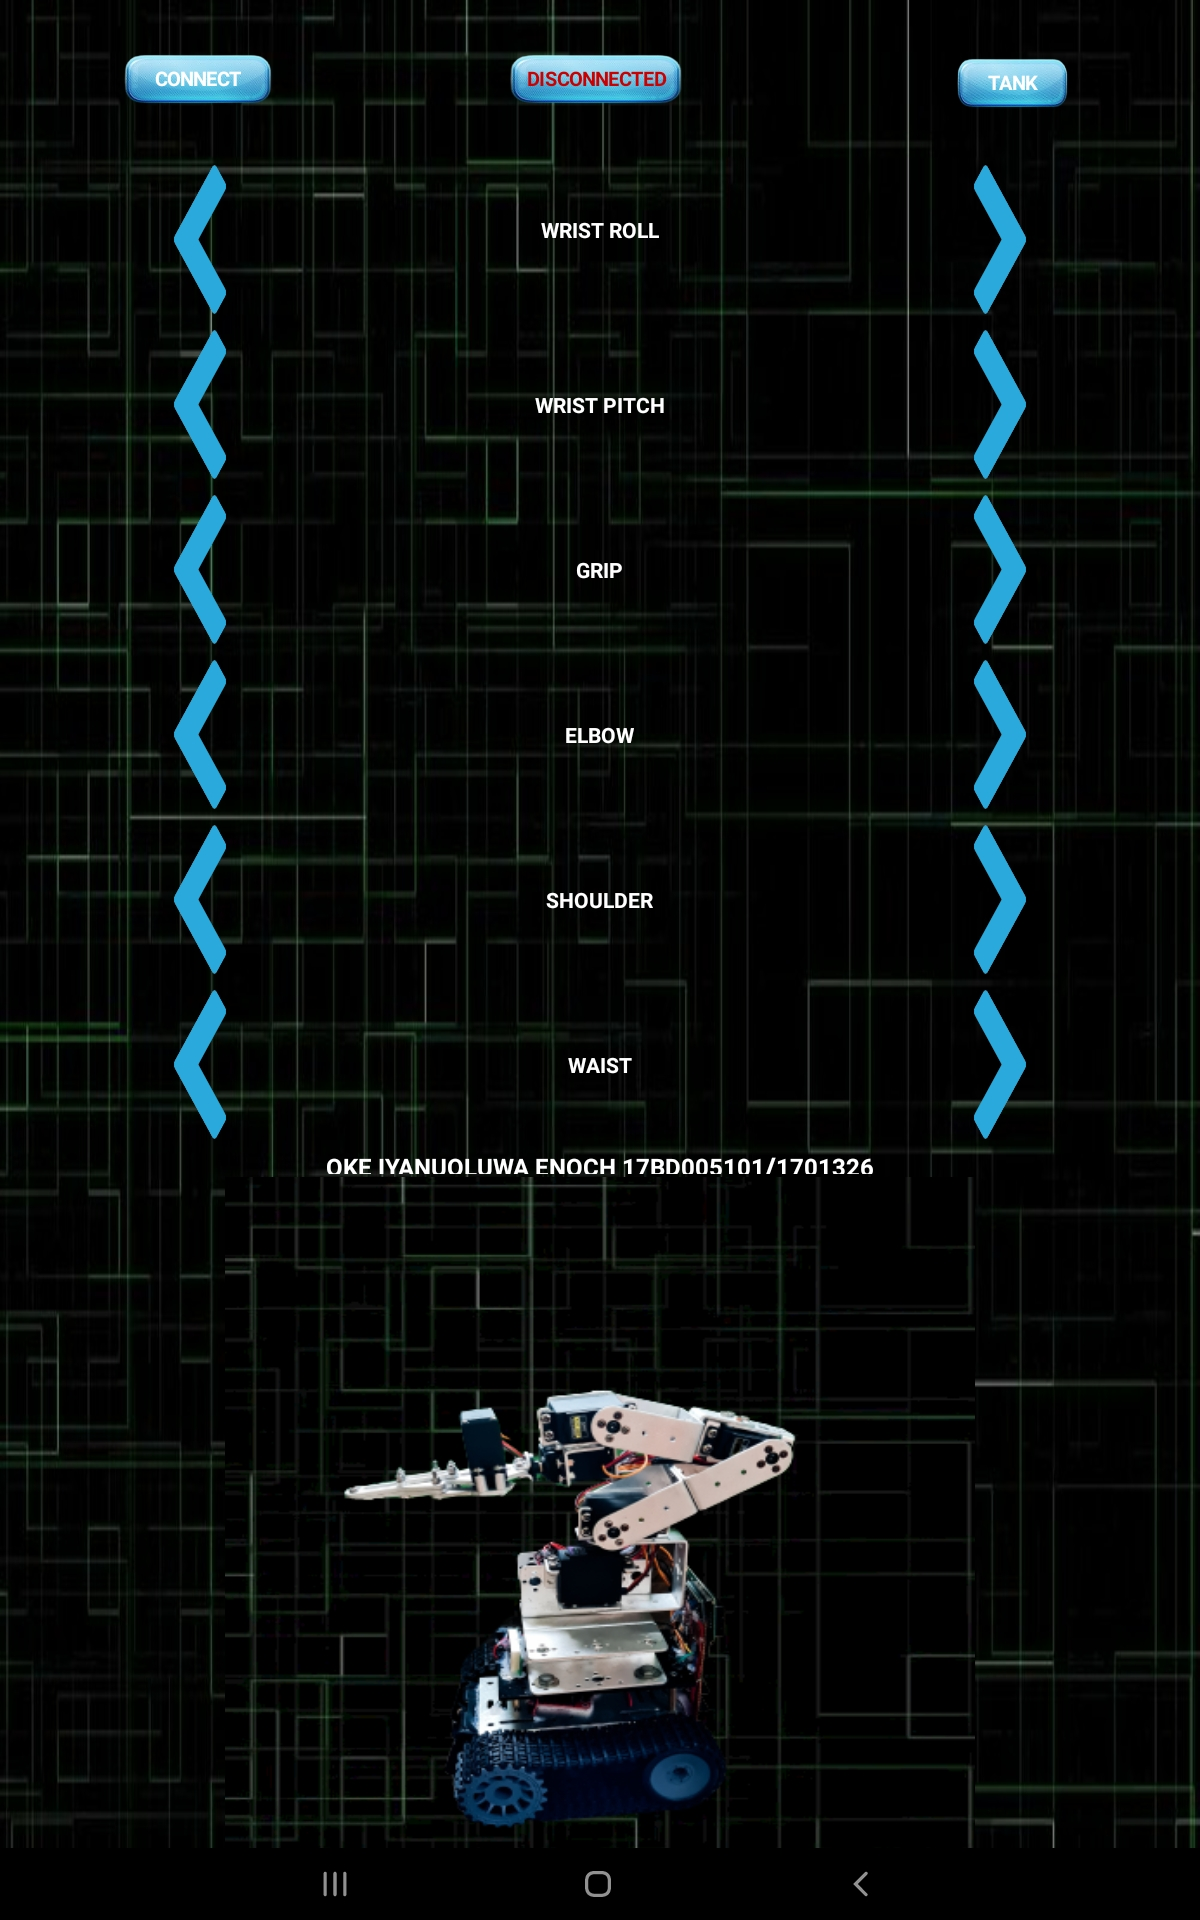 CONNECT
DISCONNECTED
TANK
WRIST ROLL
WRIST PITCH
GRIP
ELBOW
SHOULDER
WAIST
OKE IYANUOLUWA ENOCH 17BD005101/1701326